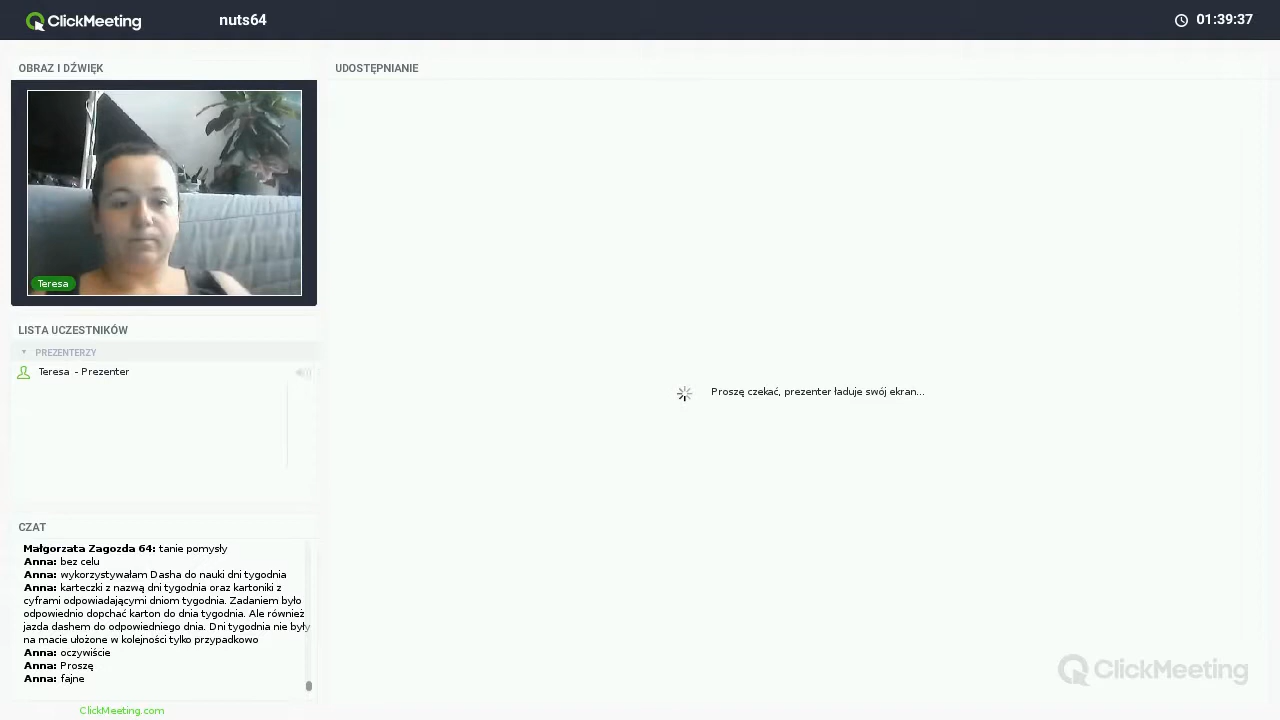 ClickMeeting
nuts64
01:39:37
OBRAZ I DŹWIĘK
Teresa
LISTA UCZESTNIKÓW
PREZENTERZY
Teresa - Prezenter
CZAT
Małgorzata Zagozda 64: tanie pomysły
Anna: bez celu
Anna: wykorzystywałam Dasha do nauki dni tygodnia
Anna: karteczki z nazwą dni tygodnia oraz kartoniki z
cyframi odpowiadającymi dniom tygodnia. Zadaniem było
odpowiednio dopchać karton do dnia tygodnia. Ale również
jazda dashem do odpowiedniego dnia. Dni tygodnia nie były
na macie ułożone w kolejności tylko przypadkowo
Anna: oczywiście
Anna: Proszę
Anna: fajne
ClickMeeting.com
UDOSTĘPNIANIE
Proszę czekać, prezenter ładuje swój ekran...
ClickMeeting